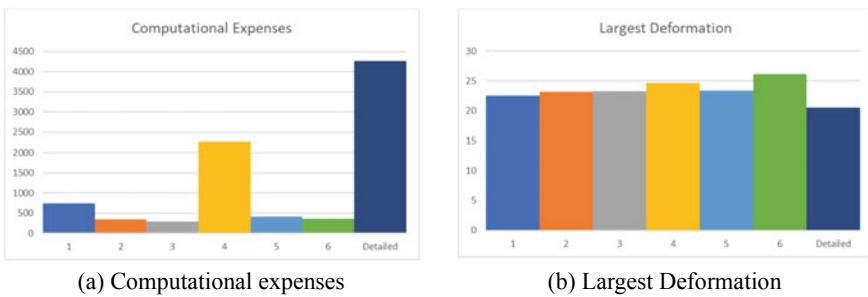 Computational Expenses
4500
4000
3500
3000
2500
2000
1500
1000
500
0
1 2 3 4 5 6 Detailed
(a) Computational expenses
Largest Deformation
30
25
20
15
10
5
0
1 2 3 4 5 6 Detailed
(b) Largest Deformation